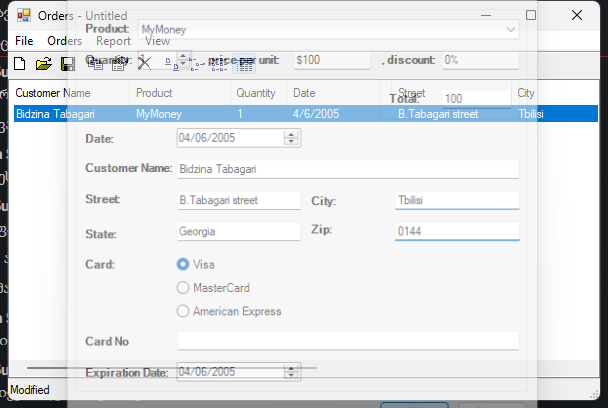 Orders - Untitled
Product: MyMoney
File Orders Report View
Quantity: 1 , price per unit: $100 , discount: 0%
Customer Name Product Quantity Date Street City
Total: 100
Bidzina Tabagari MyMoney 1 4/6/2005 B.Tabagari street Tbilisi
Date: 04/06/2005
Customer Name: Bidzina Tabagari
Street: B.Tabagari street City: Tbilisi
State: Georgia Zip: 0144
Card: Visa
MasterCard
American Express
Card No
Expiration Date: 04/06/2005
Modified